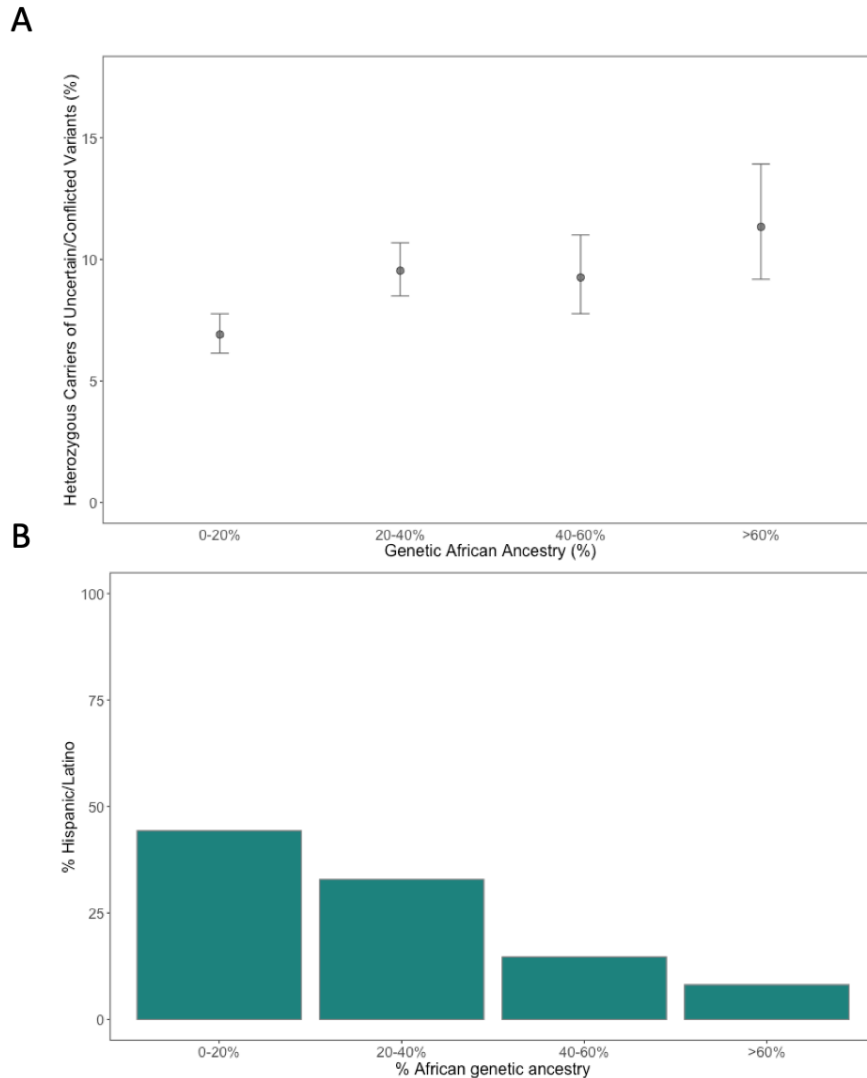 A
Heterozygous Carriers of Uncertain/Conflicted Variants (%)
15
10
5
0
0-20%
20-40%
40-60%
>60%
Genetic African Ancestry (%)
B
% Hispanic/Latino
100
75
50
25
0
0-20%
20-40%
40-60%
>60%
% African genetic ancestry